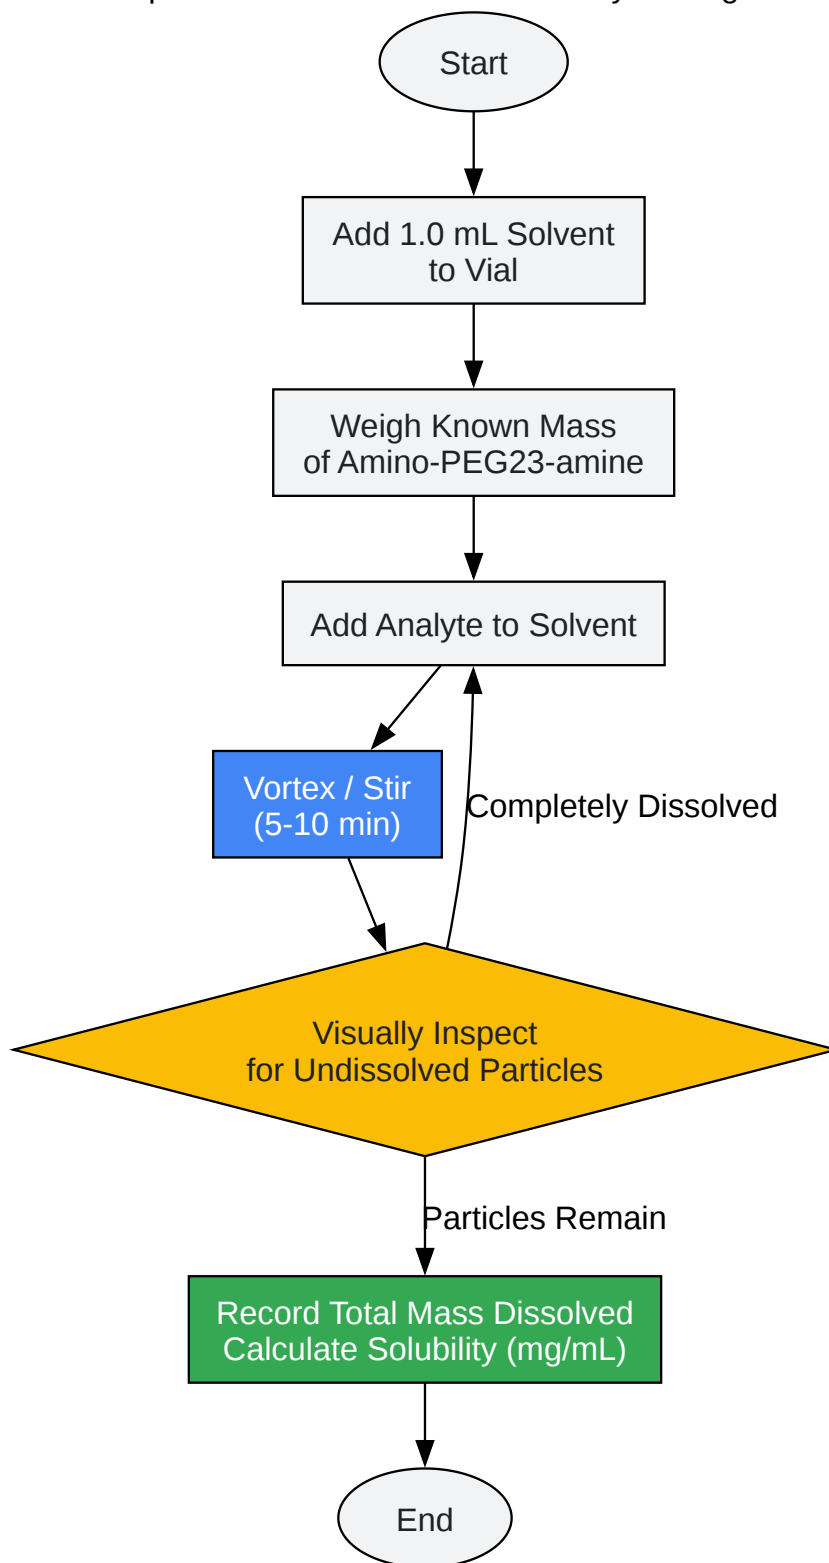 Start
Add 1.0 mL Solvent
to Vial
Weigh Known Mass
of Amino-PEG23-amine
Add Analyte to Solvent
Vortex / Stir
(5-10 min)
Completely Dissolved
Visually Inspect
for Undissolved Particles
Particles Remain
Record Total Mass Dissolved
Calculate Solubility (mg/mL)
End